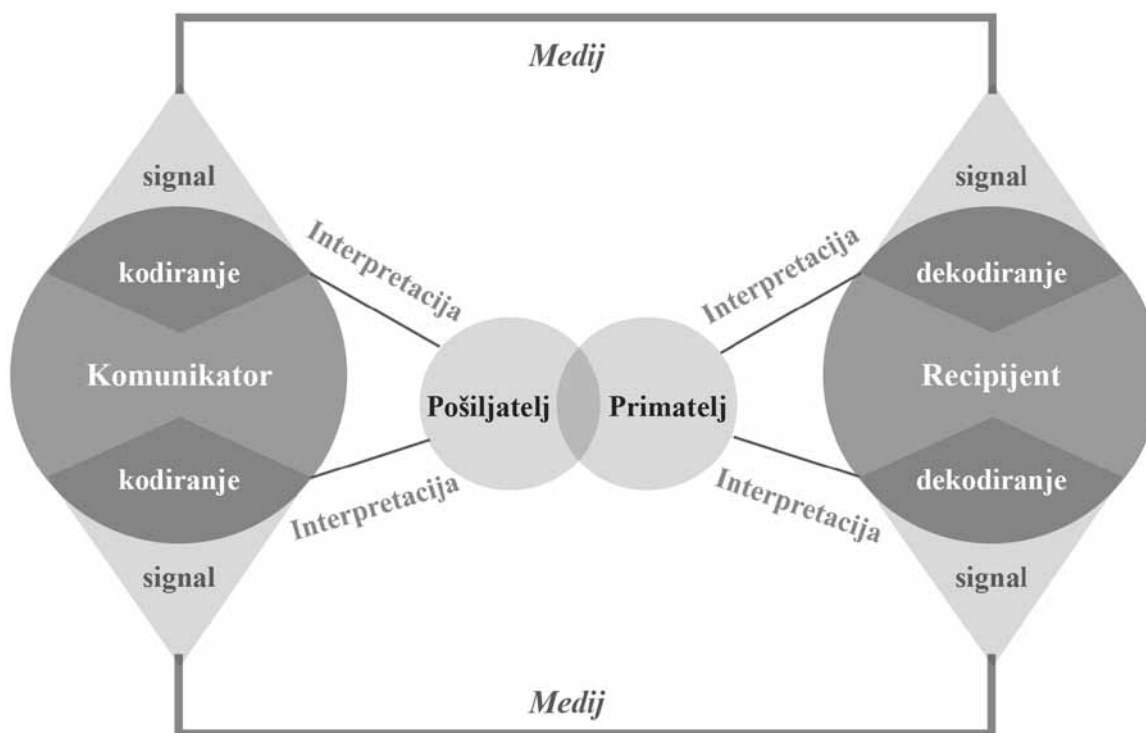 Medij
signal
signal
Interpretacija
Interpretacija
kodiranje
dekodiranje
Komunikator
Recipijent
Pošiljatelj
Primatelj
kodiranje
dekodiranje
Interpretacija
Interpretacija
signal
signal
Medij